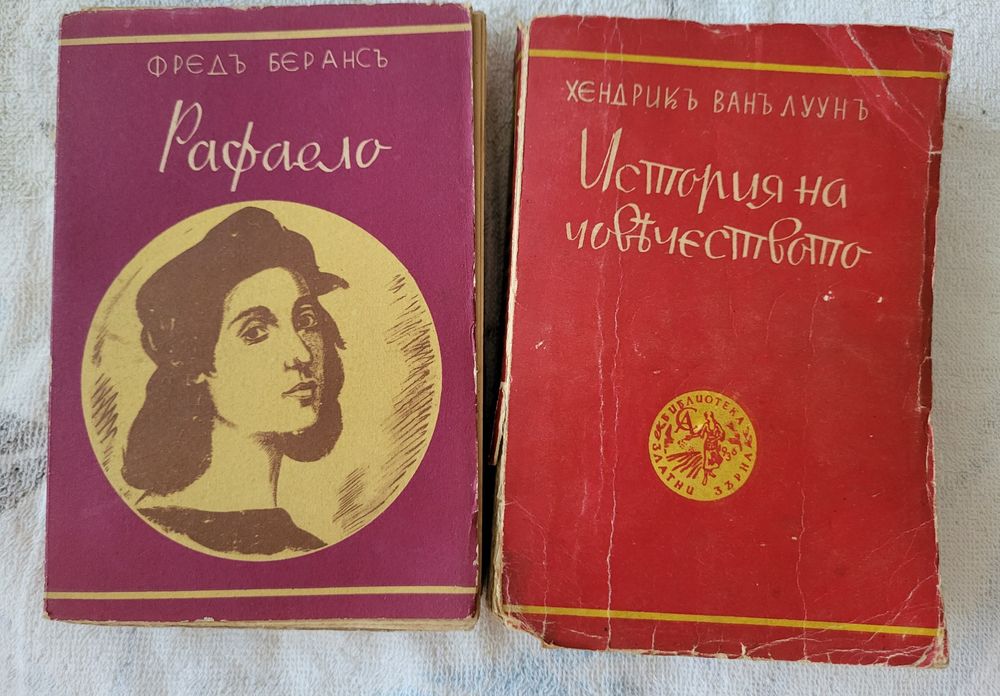 ФРЕДЪ БЕРАНСЪ
Рафаело
ХЕНДРИКЪ ВАНЪ ЛУУНЪ
История на
човѣчеството
БИБЛИОТЕКА
ЗЛАТНИ ЗЪРНА